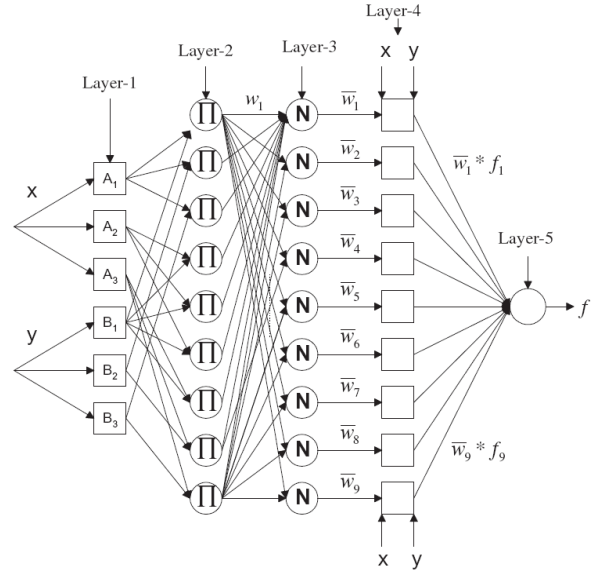 Layer-4
x y
Layer-2 Layer-3
Layer-1
∏ w₁ N w̅₁
∏ N w̅₂ w̅₁ * f₁
x A₁
∏ N w̅₃
A₂
∏ N w̅₄
A₃ Layer-5
∏ N w̅₅ f
y B₁
∏ N w̅₆
B₂
∏ N w̅₇
B₃
∏ N w̅₈ w̅₉ * f₉
∏ N w̅₉
x y